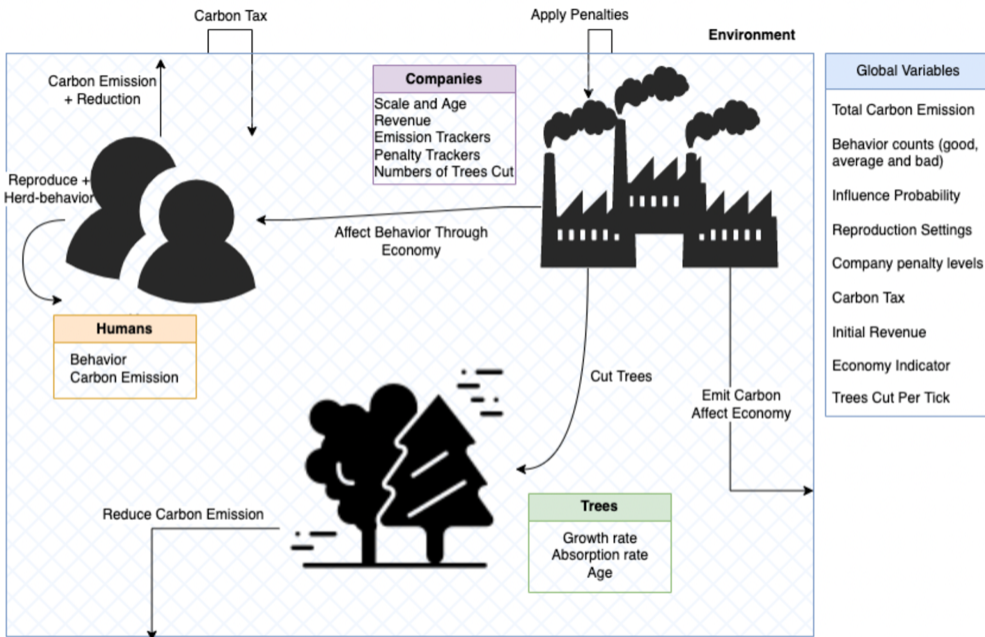 Carbon Tax
Apply Penalties
Environment
Carbon Emission
+ Reduction
Companies
Scale and Age
Revenue
Emission Trackers
Penalty Trackers
Numbers of Trees Cut
Global Variables
Total Carbon Emission
Behavior counts (good,
average and bad)
Influence Probability
Reproduction Settings
Company penalty levels
Carbon Tax
Initial Revenue
Economy Indicator
Trees Cut Per Tick
Reproduce +
Herd-behavior
Affect Behavior Through
Economy
Humans
Behavior
Carbon Emission
Cut Trees
Emit Carbon
Affect Economy
Reduce Carbon Emission
Trees
Growth rate
Absorption rate
Age